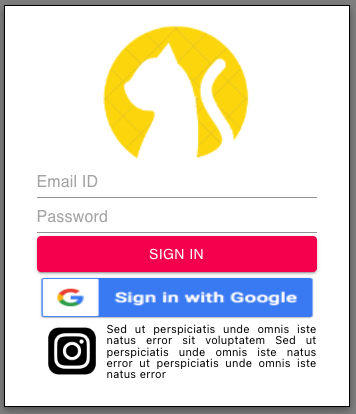 Email ID
Password
SIGN IN
Sign in with Google
Sed ut perspiciatis unde omnis iste
natus error sit voluptatem Sed ut
perspiciatis unde omnis iste natus
error ut perspiciatis unde omnis iste
natus error